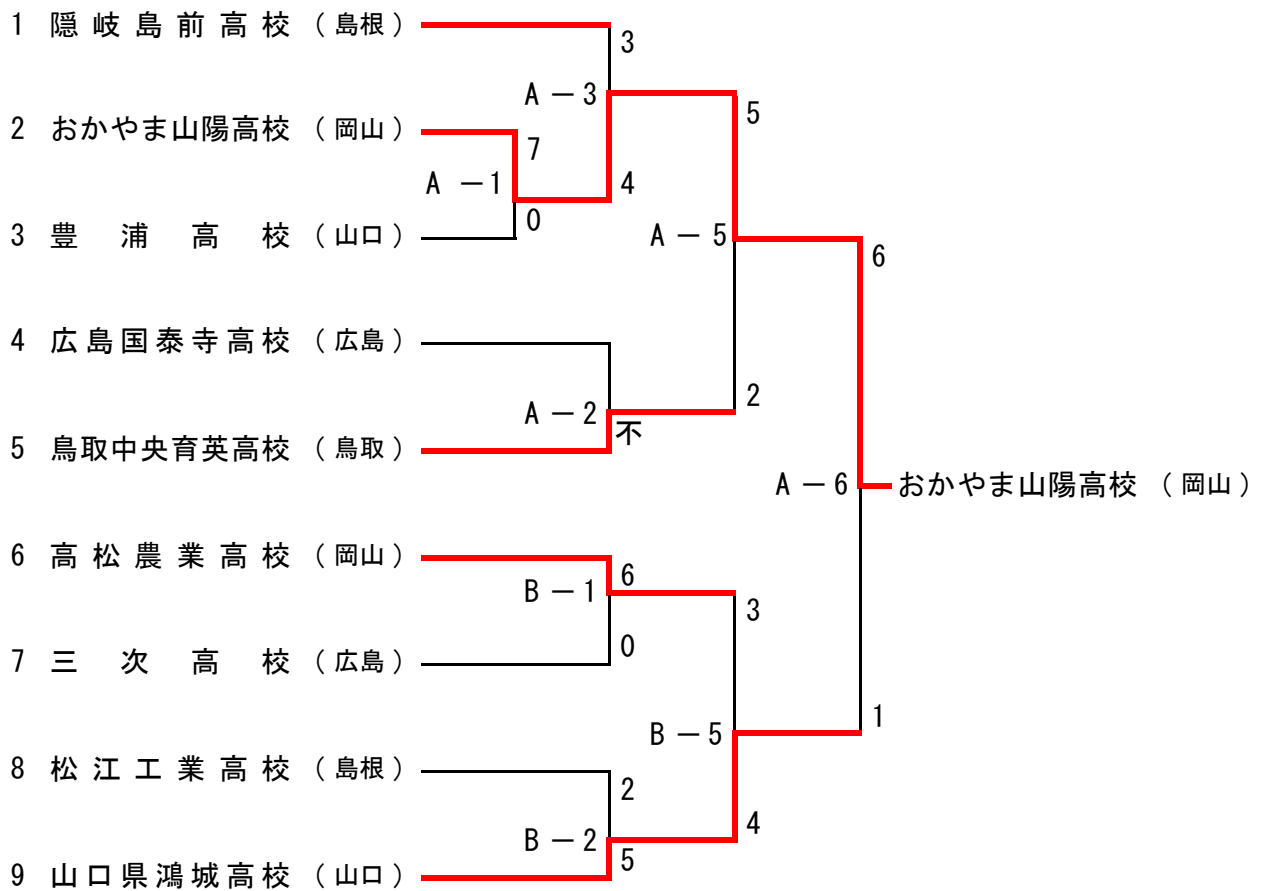 1 隠岐島前高校（島根）
3
A－3
5
2 おかやま山陽高校（岡山）
7
A－1
4
0
3 豊浦高校（山口）
A－5
6
4 広島国泰寺高校（広島）
2
A－2
不
5 鳥取中央育英高校（鳥取）
A－6
おかやま山陽高校（岡山）
6 高松農業高校（岡山）
6
B－1
3
0
7 三次高校（広島）
1
B－5
8 松江工業高校（島根）
2
4
B－2
5
9 山口県鴻城高校（山口）